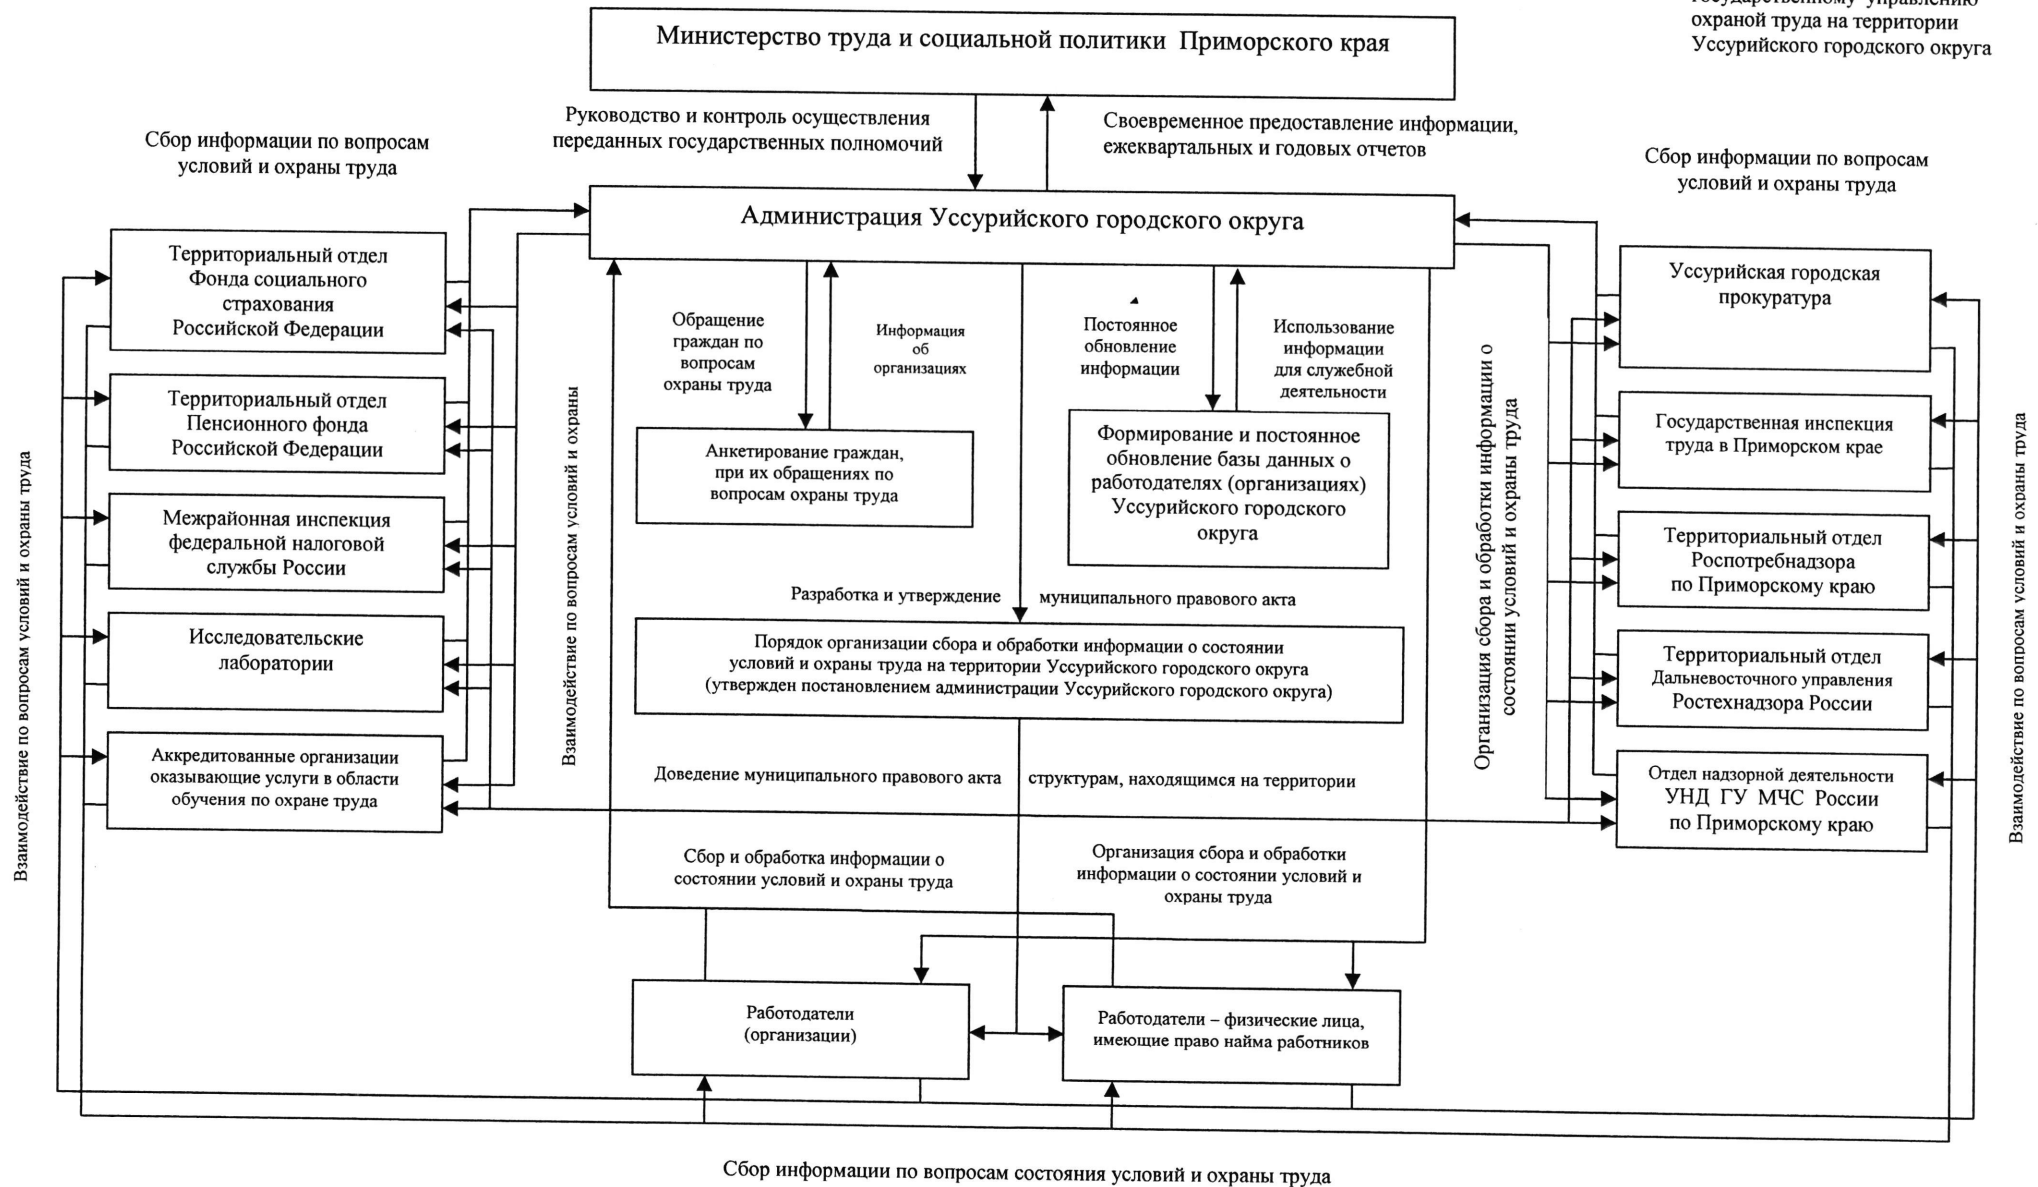 государственному управлению
охраной труда на территории
Уссурийского городского округа
Министерство труда и социальной политики Приморского края
Руководство и контроль осуществления
переданных государственных полномочий
Своевременное предоставление информации,
ежеквартальных и годовых отчетов
Сбор информации по вопросам
условий и охраны труда
Сбор информации по вопросам
условий и охраны труда
Администрация Уссурийского городского округа
Территориальный отдел
Фонда социального
страхования
Российской Федерации
Территориальный отдел
Пенсионного фонда
Российской Федерации
Межрайонная инспекция
федеральной налоговой
службы России
Исследовательские
лаборатории
Аккредитованные организации
оказывающие услуги в области
обучения по охране труда
Взаимодействие по вопросам условий и охраны труда
Взаимодействие по вопросам условий и охраны
Обращение
граждан по
вопросам
охраны труда
Информация
об
организациях
Постоянное
обновление
информации
Использование
информации
для служебной
деятельности
Анкетирование граждан,
при их обращениях по
вопросам охраны труда
Формирование и постоянное
обновление базы данных о
работодателях (организациях)
Уссурийского городского
округа
Разработка и утверждение муниципального правового акта
Порядок организации сбора и обработки информации о состоянии
условий и охраны труда на территории Уссурийского городского округа
(утвержден постановлением администрации Уссурийского городского округа)
Доведение муниципального правового акта структурам, находящимся на территории
Сбор и обработка информации о
состоянии условий и охраны труда
Организация сбора и обработки
информации о состоянии условий и
охраны труда
Работодатели
(организации)
Работодатели – физические лица,
имеющие право найма работников
Организация сбора и обработки информации о
состоянии условий и охраны труда
Уссурийская городская
прокуратура
Государственная инспекция
труда в Приморском крае
Территориальный отдел
Роспотребнадзора
по Приморскому краю
Территориальный отдел
Дальневосточного управления
Ростехнадзора России
Отдел надзорной деятельности
УНД ГУ МЧС России
по Приморскому краю
Взаимодействие по вопросам условий и охраны труда
Сбор информации по вопросам состояния условий и охраны труда